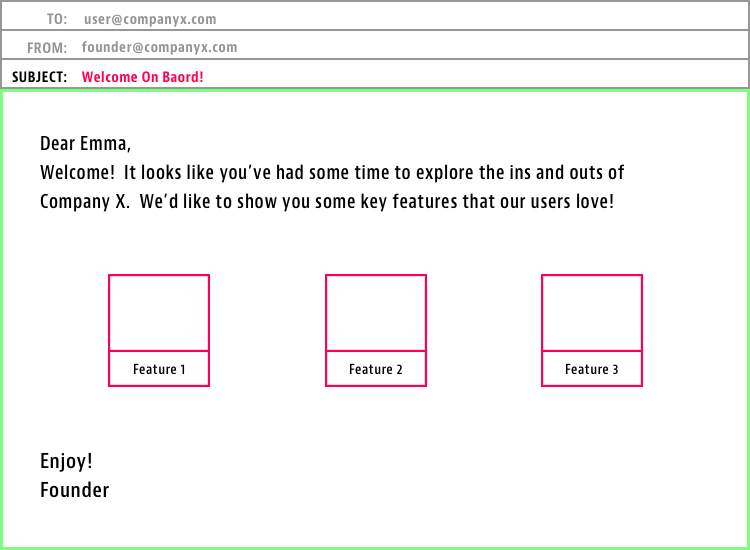 TO: user@companyx.com
FROM: founder@companyx.com
SUBJECT: Welcome On Baord!
Dear Emma,
Welcome!  It looks like you’ve had some time to explore the ins and outs of
Company X.  We’d like to show you some key features that our users love!
Feature 1
Feature 2
Feature 3
Enjoy!
Founder